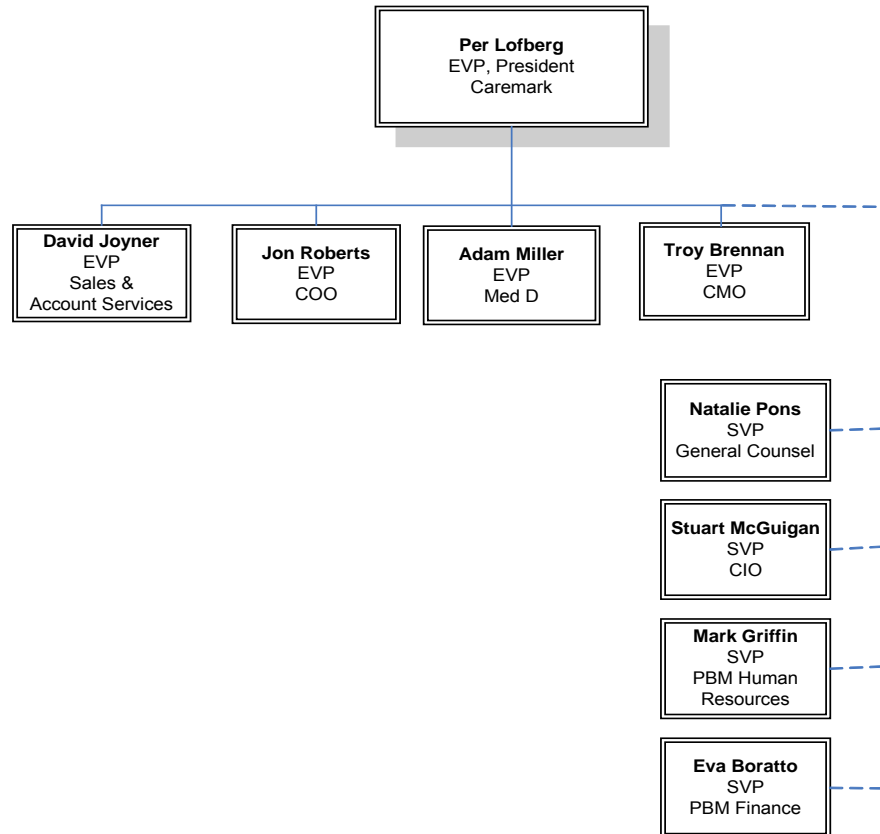 Per Lofberg
EVP, President
Caremark
David Joyner
EVP
Sales &
Account Services
Jon Roberts
EVP
COO
Adam Miller
EVP
Med D
Troy Brennan
EVP
CMO
Natalie Pons
SVP
General Counsel
Stuart McGuigan
SVP
CIO
Mark Griffin
SVP
PBM Human
Resources
Eva Boratto
SVP
PBM Finance